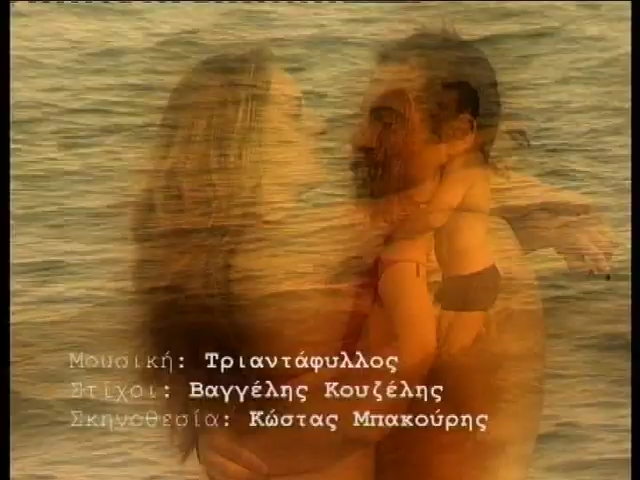 Μουσική: Τριαντάφυλλος
Στίχοι: Βαγγέλης Κουζέλης
Σκηνοθεσία: Κώστας Μπακούρης